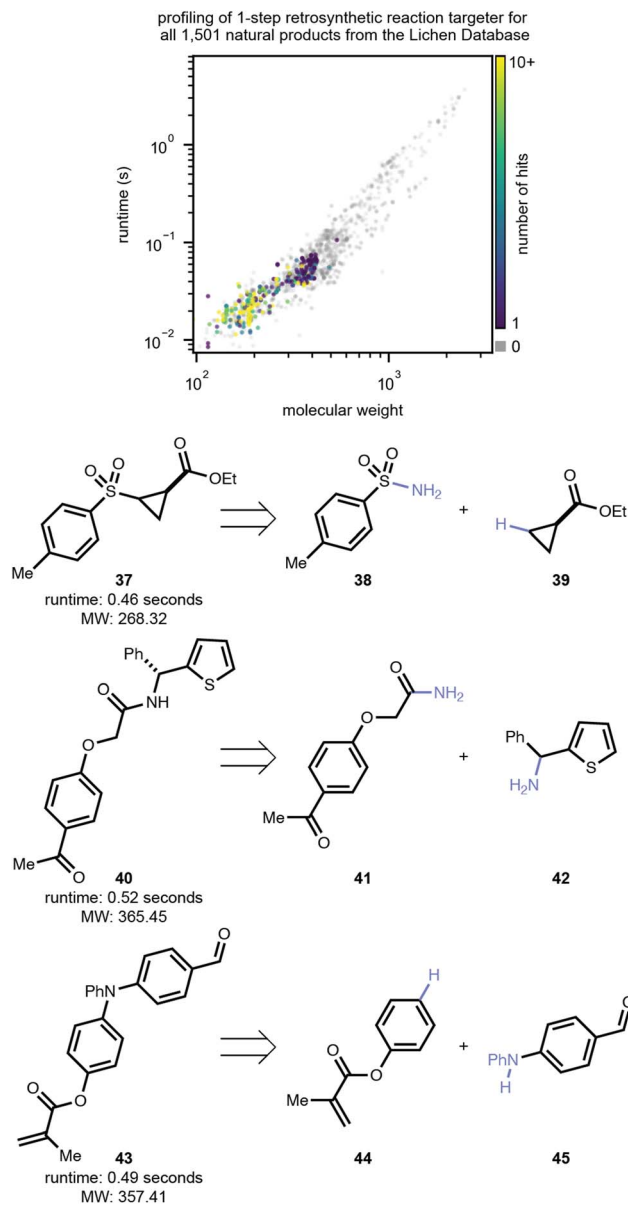 profiling of 1-step retrosynthetic reaction targeter for
all 1,501 natural products from the Lichen Database
10+
10⁰
10⁻¹
10⁻²
runtime (s)
number of hits
1
0
10²
10³
molecular weight
O
O O
S
OEt
Me
37
runtime: 0.46 seconds
MW: 268.32
O O
S
NH₂
Me
38
+
O
H
OEt
39
Ph
S
O
NH
O
Me
O
40
runtime: 0.52 seconds
MW: 365.45
O
NH₂
O
Me
O
41
+
Ph
S
H₂N
42
O
PhN
O
O
Me
43
runtime: 0.49 seconds
MW: 357.41
H
O
O
Me
44
+
O
PhN
H
45